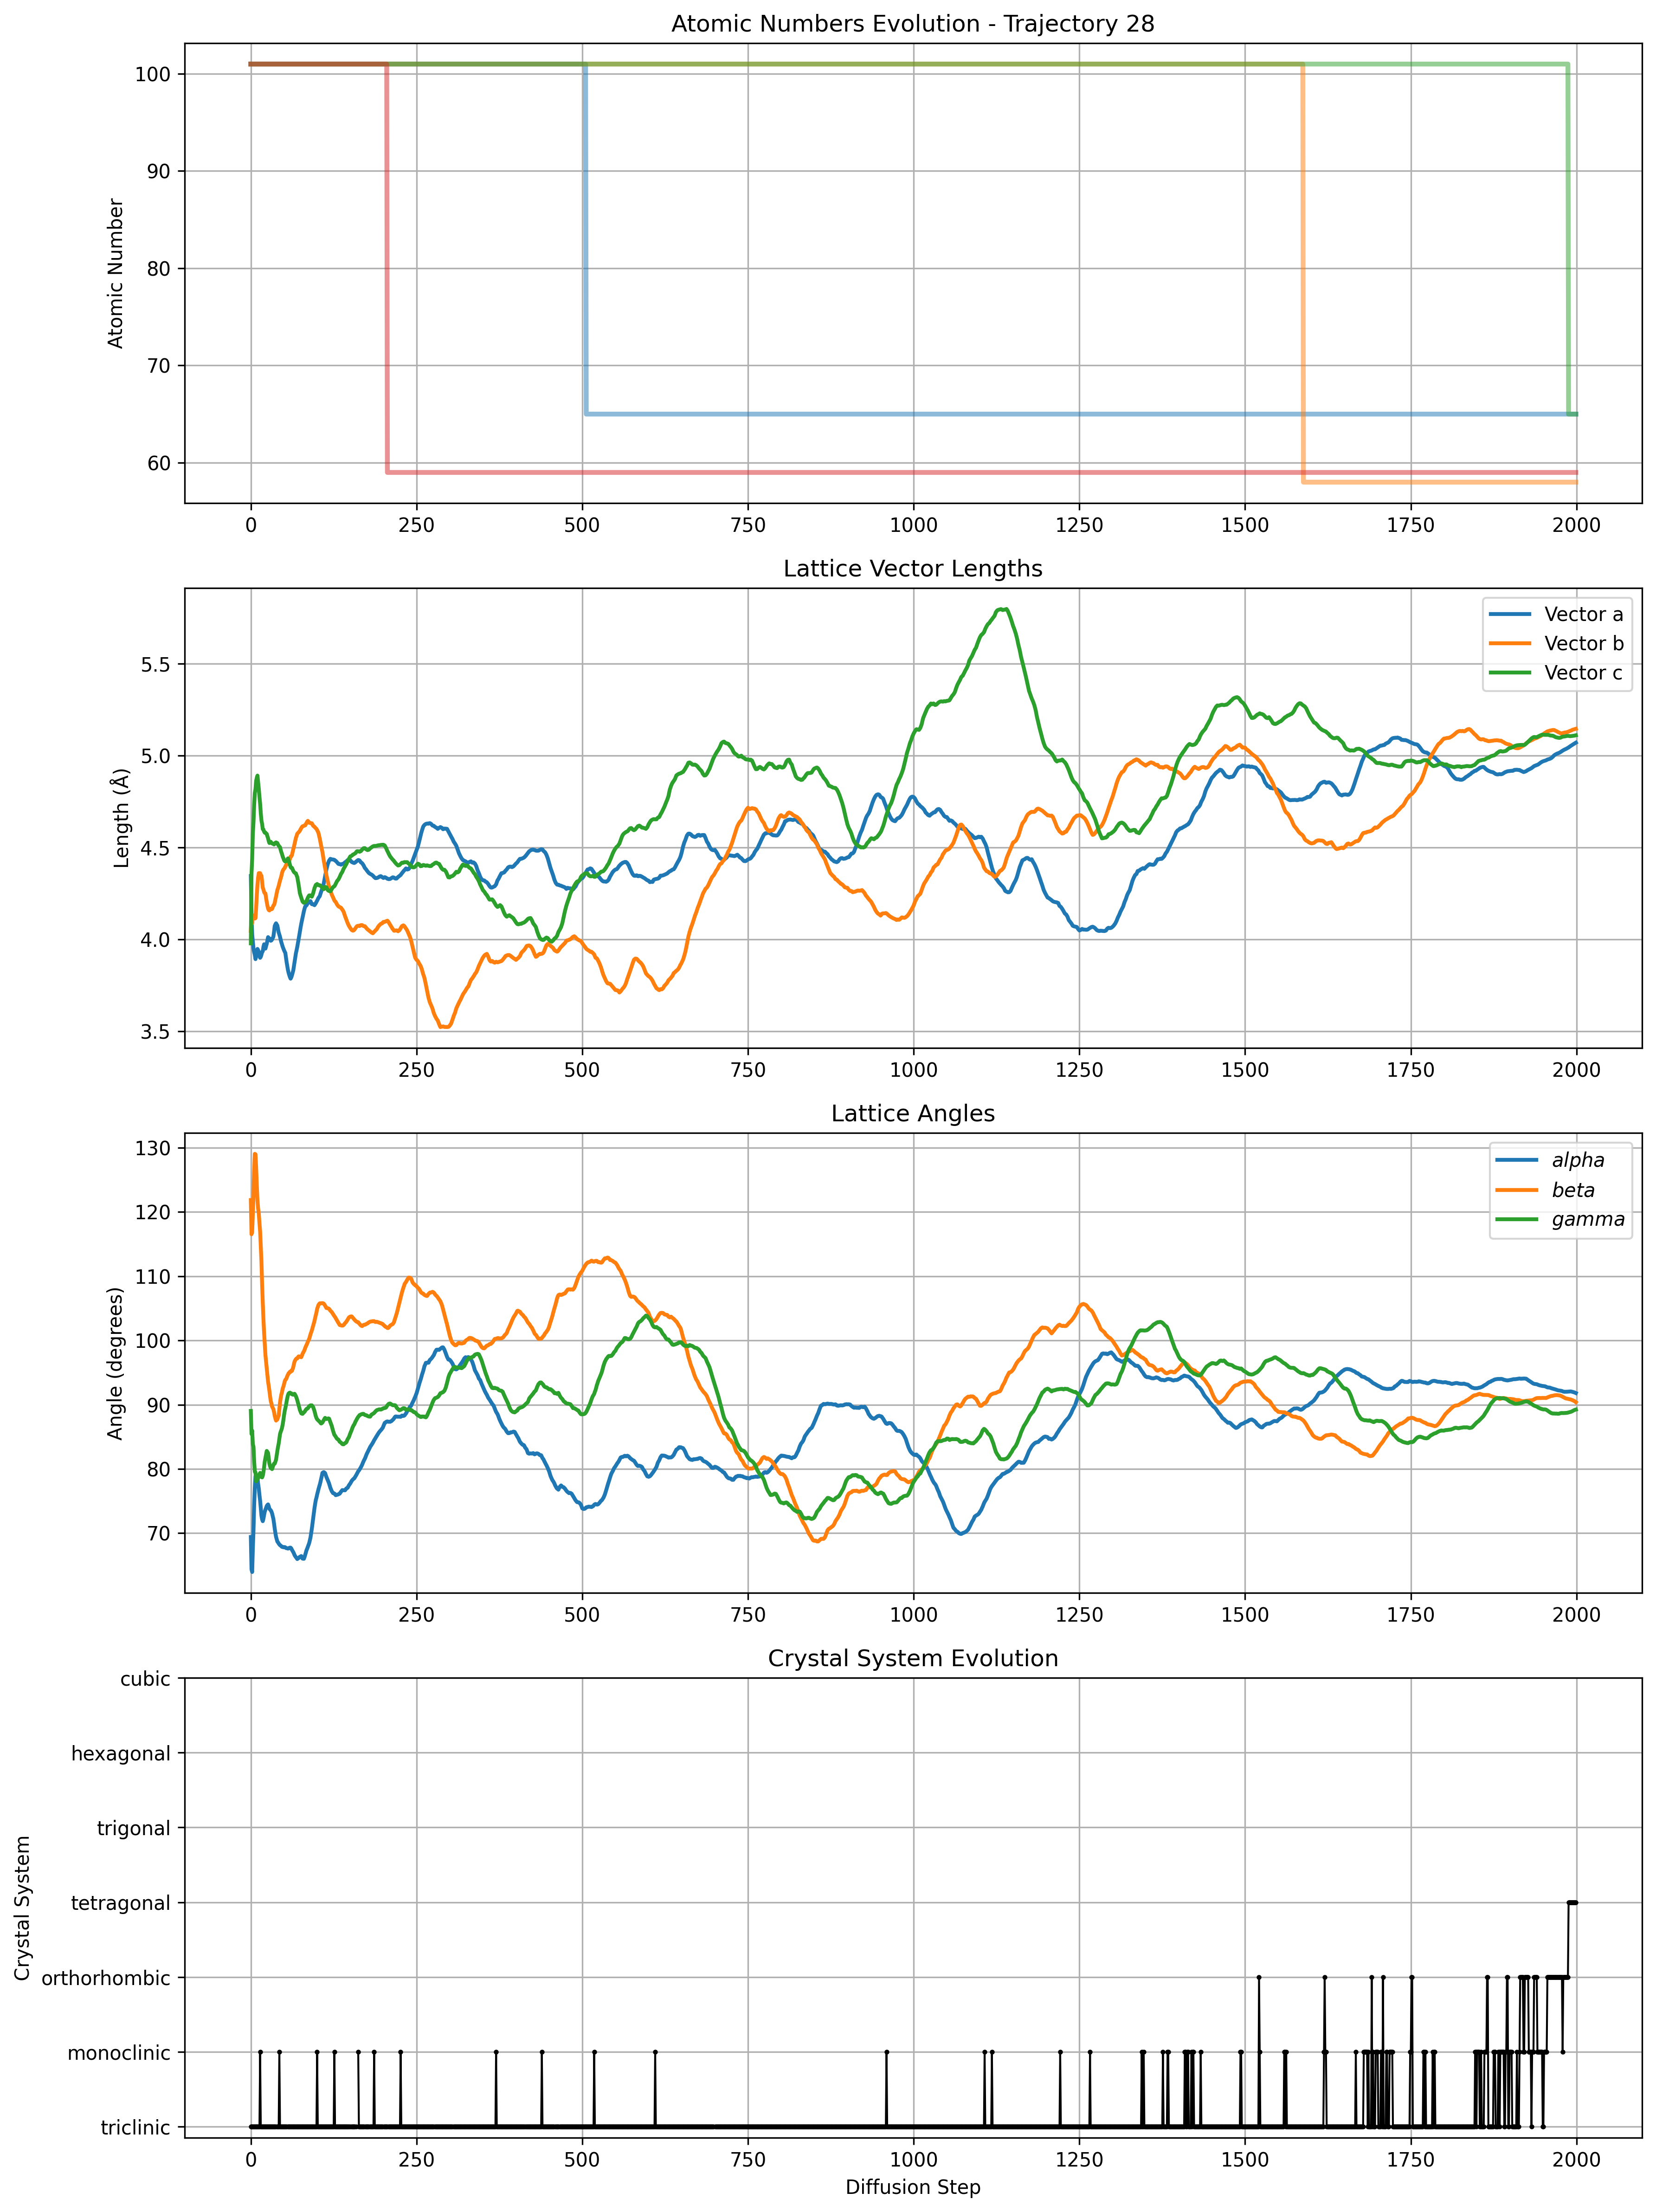 Atomic Numbers Evolution - Trajectory 28
Atomic Number
100
90
80
70
60
0 250 500 750 1000 1250 1500 1750 2000
Lattice Vector Lengths
Length (Å)
5.5
5.0
4.5
4.0
3.5
Vector a
Vector b
Vector c
0 250 500 750 1000 1250 1500 1750 2000
Lattice Angles
Angle (degrees)
130
120
110
100
90
80
70
alpha
beta
gamma
0 250 500 750 1000 1250 1500 1750 2000
Crystal System Evolution
Crystal System
cubic
hexagonal
trigonal
tetragonal
orthorhombic
monoclinic
triclinic
0 250 500 750 1000 1250 1500 1750 2000
Diffusion Step